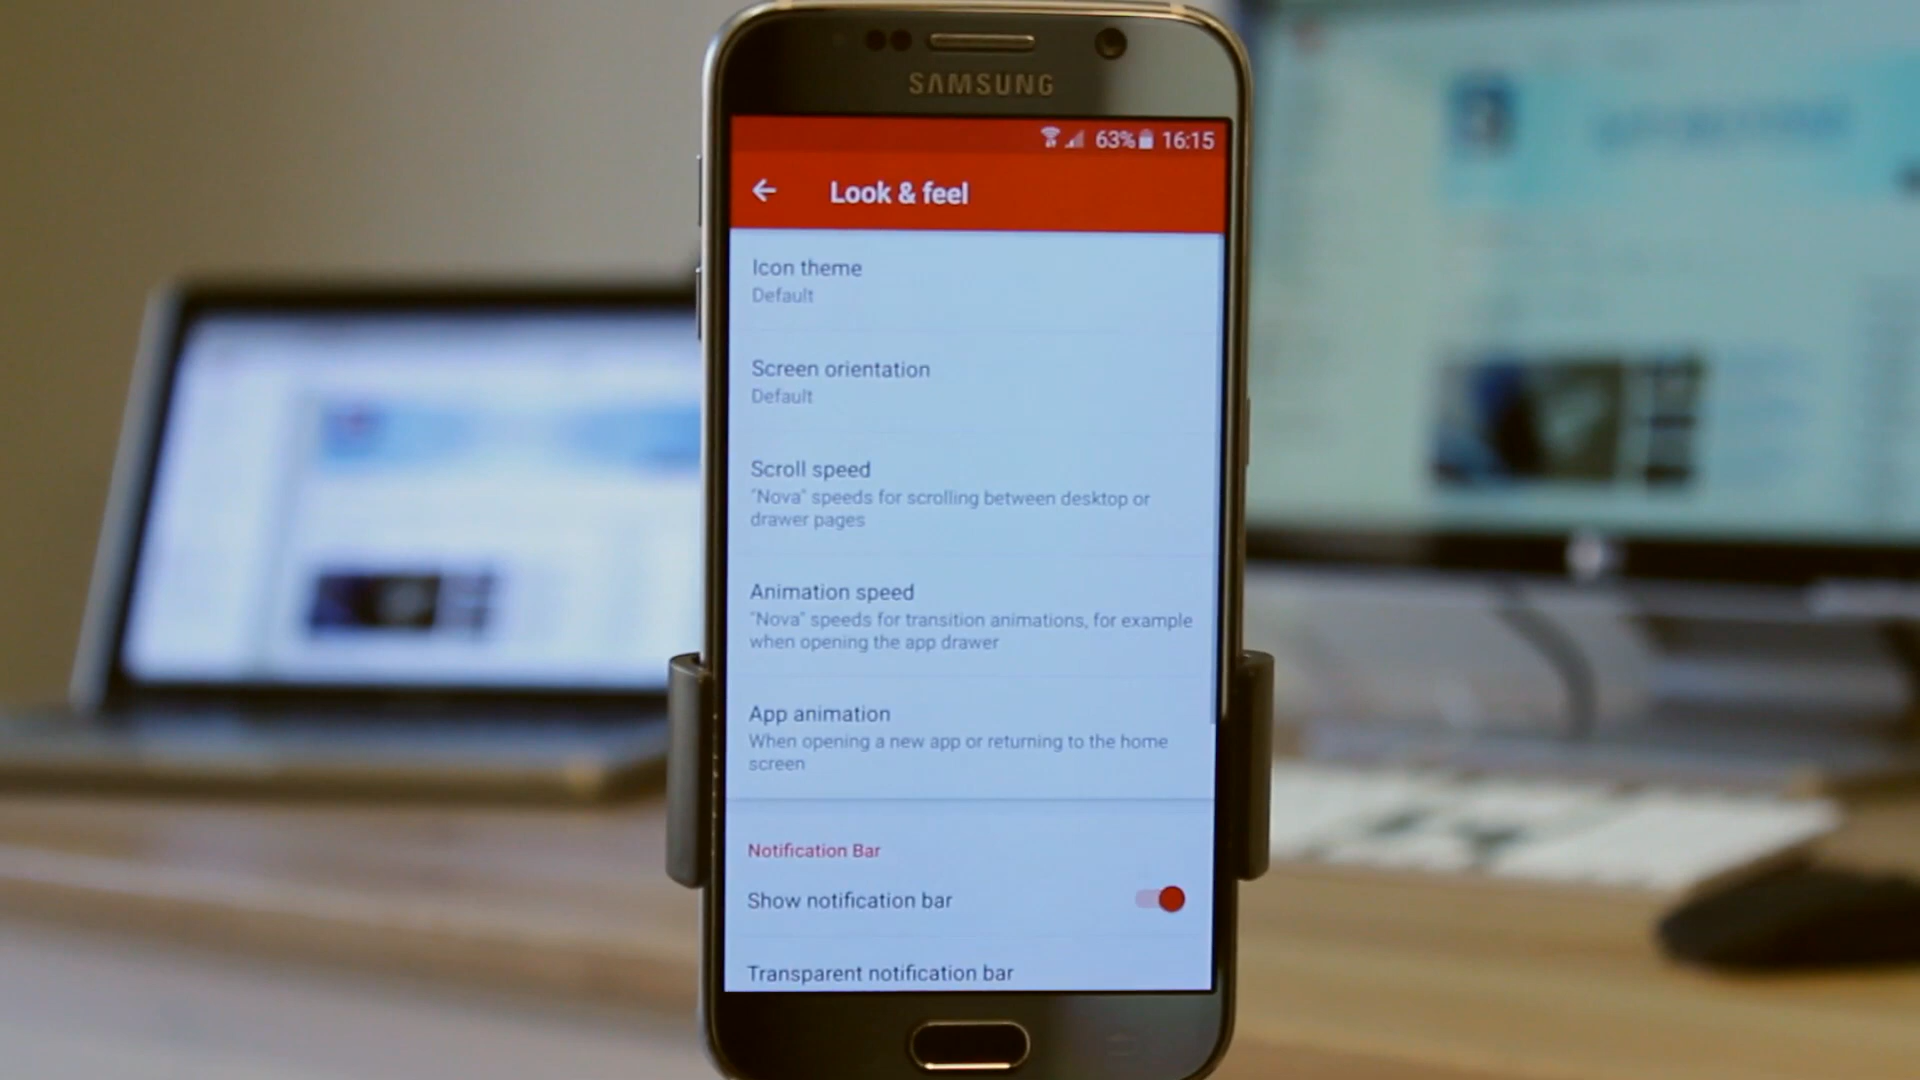 SAMSUNG
63% 16:15
Look & feel
Icon theme
Default
Screen orientation
Default
Scroll speed
"Nova" speeds for scrolling between desktop or
drawer pages
Animation speed
"Nova" speeds for transition animations, for example
when opening the app drawer
App animation
When opening a new app or returning to the home
screen
Notification Bar
Show notification bar
Transparent notification bar